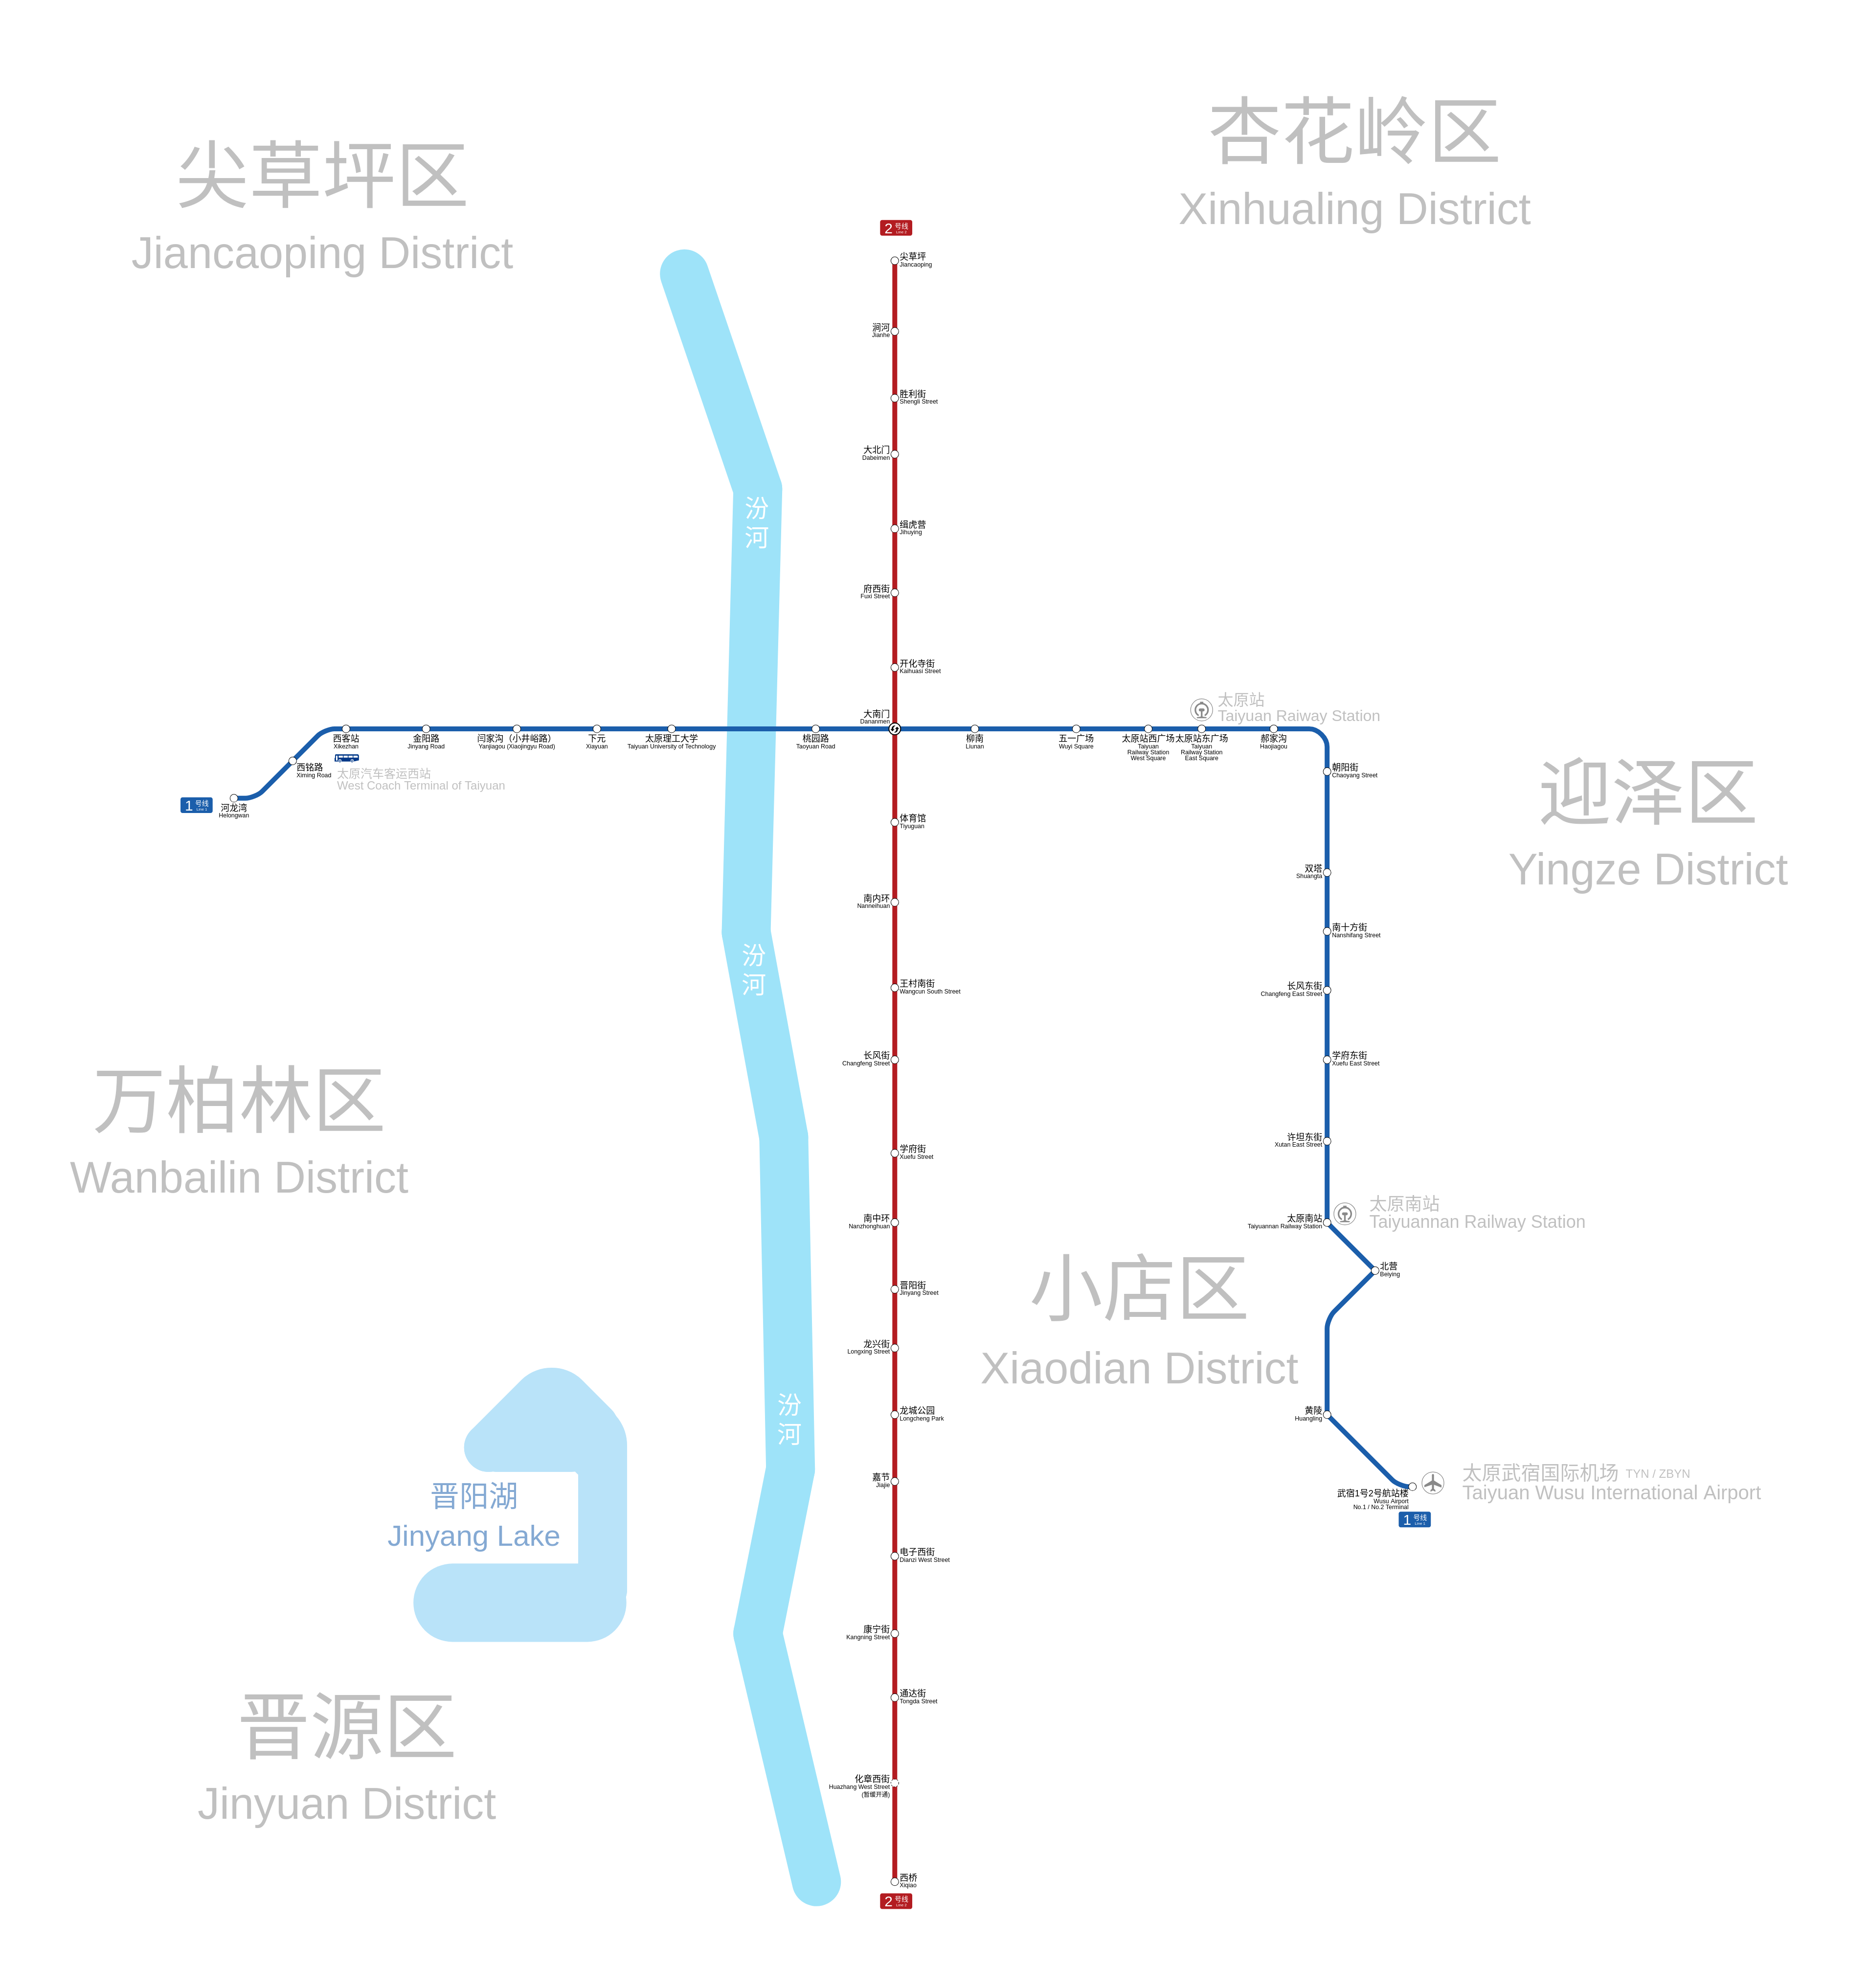 杏花岭区
Xinhualing District
尖草坪区
Jiancaoping District
2 号线
Line 2
尖草坪
Jiancaoping
涧河
Jianhe
胜利街
Shengli Street
大北门
Dabeimen
汾
河
缉虎营
Jihuying
府西街
Fuxi Street
开化寺街
Kaihuasi Street
大南门
Dananmen
太原站
Taiyuan Raiway Station
西客站
Xikezhan
金阳路
Jinyang Road
闫家沟（小井峪路）
Yanjiagou (Xiaojingyu Road)
下元
Xiayuan
太原理工大学
Taiyuan University of Technology
桃园路
Taoyuan Road
柳南
Liunan
五一广场
Wuyi Square
太原站西广场
Taiyuan
Railway Station
West Square
太原站东广场
Taiyuan
Railway Station
East Square
郝家沟
Haojiagou
西铭路
Ximing Road
太原汽车客运西站
West Coach Terminal of Taiyuan
1 号线
Line 1
河龙湾
Helongwan
朝阳街
Chaoyang Street
迎泽区
Yingze District
体育馆
Tiyuguan
双塔
Shuangta
南内环
Nanneihuan
南十方街
Nanshifang Street
汾
河
王村南街
Wangcun South Street
长风东街
Changfeng East Street
长风街
Changfeng Street
学府东街
Xuefu East Street
万柏林区
Wanbailin District
学府街
Xuefu Street
许坦东街
Xutan East Street
南中环
Nanzhonghuan
太原南站
Taiyuannan Railway Station
太原南站
Taiyuannan Railway Station
北营
Beiying
小店区
Xiaodian District
晋阳街
Jinyang Street
龙兴街
Longxing Street
汾
河
龙城公园
Longcheng Park
黄陵
Huangling
嘉节
Jiajie
太原武宿国际机场 TYN / ZBYN
Taiyuan Wusu International Airport
武宿1号2号航站楼
Wusu Airport
No.1 / No.2 Terminal
1 号线
Line 1
晋阳湖
Jinyang Lake
电子西街
Dianzi West Street
康宁街
Kangning Street
通达街
Tongda Street
晋源区
Jinyuan District
化章西街
Huazhang West Street
(暂缓开通)
西桥
Xiqiao
2 号线
Line 2